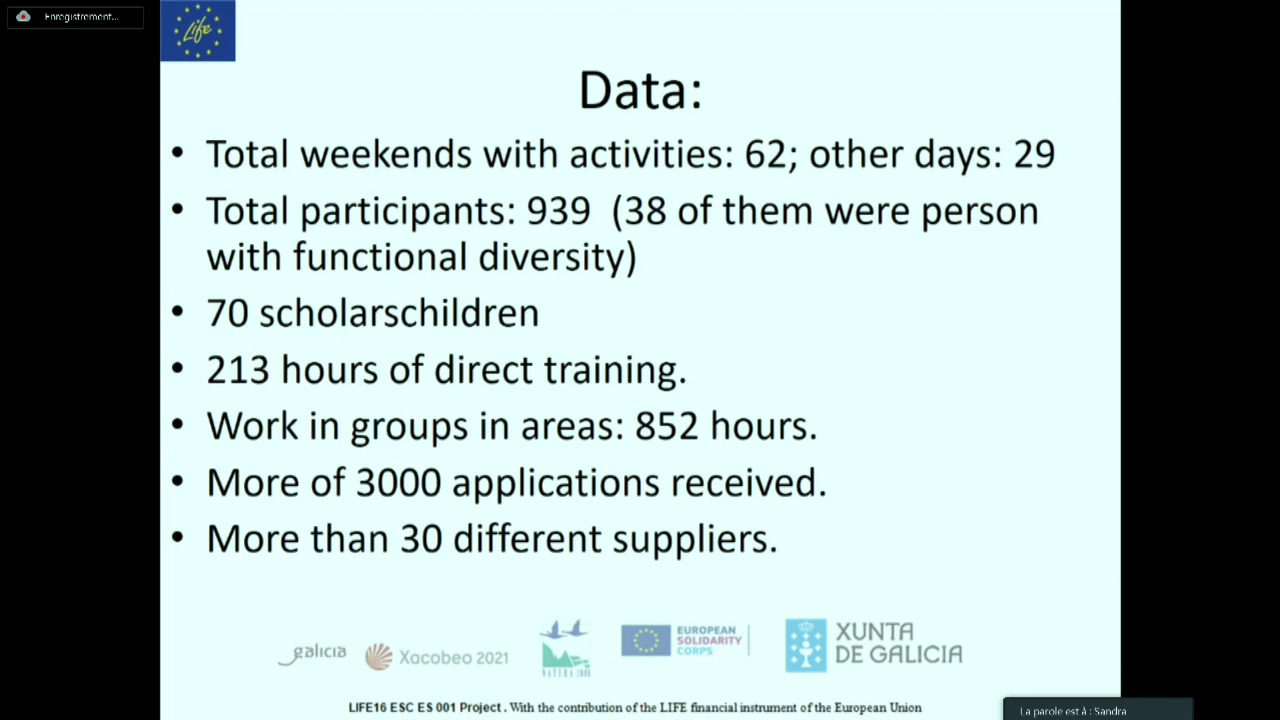 Enregistrement...
Life
Data:
• Total weekends with activities: 62; other days: 29
• Total participants: 939 (38 of them were person
with functional diversity)
• 70 scholarschildren
• 213 hours of direct training.
• Work in groups in areas: 852 hours.
• More of 3000 applications received.
• More than 30 different suppliers.
galicia
Xacobeo 2021
NATURA 2000
EUROPEAN
SOLIDARITY
CORPS
XUNTA
DE GALICIA
LIFE16 ESC ES 001 Project . With the contribution of the LIFE financial instrument of the European Union
La parole est à : Sandra